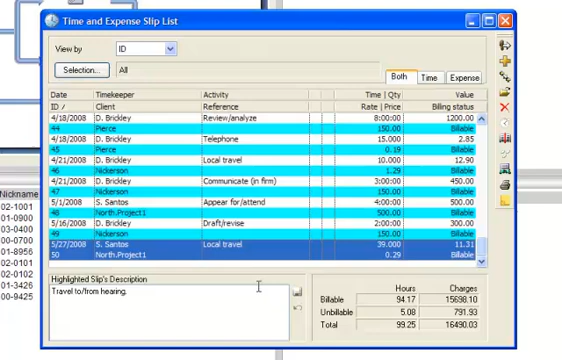 Time and Expense Slip List
View by ID
Selection... All
Both Time Expense
Date Timekeeper Activity Time | Qty Value
ID / Client Reference Rate | Price Billing status
4/18/2008 D. Brickley Review/analyze 8:00:00 1200.00
44 Pierce 150.00 Billable
4/18/2008 D. Brickley Telephone 15.000 2.85
45 Pierce 0.19 Billable
4/21/2008 D. Brickley Local travel 10.000 12.90
46 Nickerson 1.29 Billable
4/21/2008 D. Brickley Communicate (in firm) 3:00:00 450.00
47 Nickerson 150.00 Billable
5/1/2008 S. Santos Appear for/attend 4:00:00 500.00
48 North.Project1 500.00 Billable
5/16/2008 D. Brickley Draft/revise 2:00:00 300.00
49 Nickerson 150.00 Billable
5/27/2008 S. Santos Local travel 39.000 11.31
50 North.Project1 0.29 Billable
Highlighted Slip's Description
Travel to/from hearing.
Hours Charges
Billable 94.17 15698.10
Unbillable 5.08 791.93
Total 99.25 16490.03
Nickname
02-1001
01-0900
03-0400
00-0700
01-8956
02-0101
02-0102
01-3426
00-9425